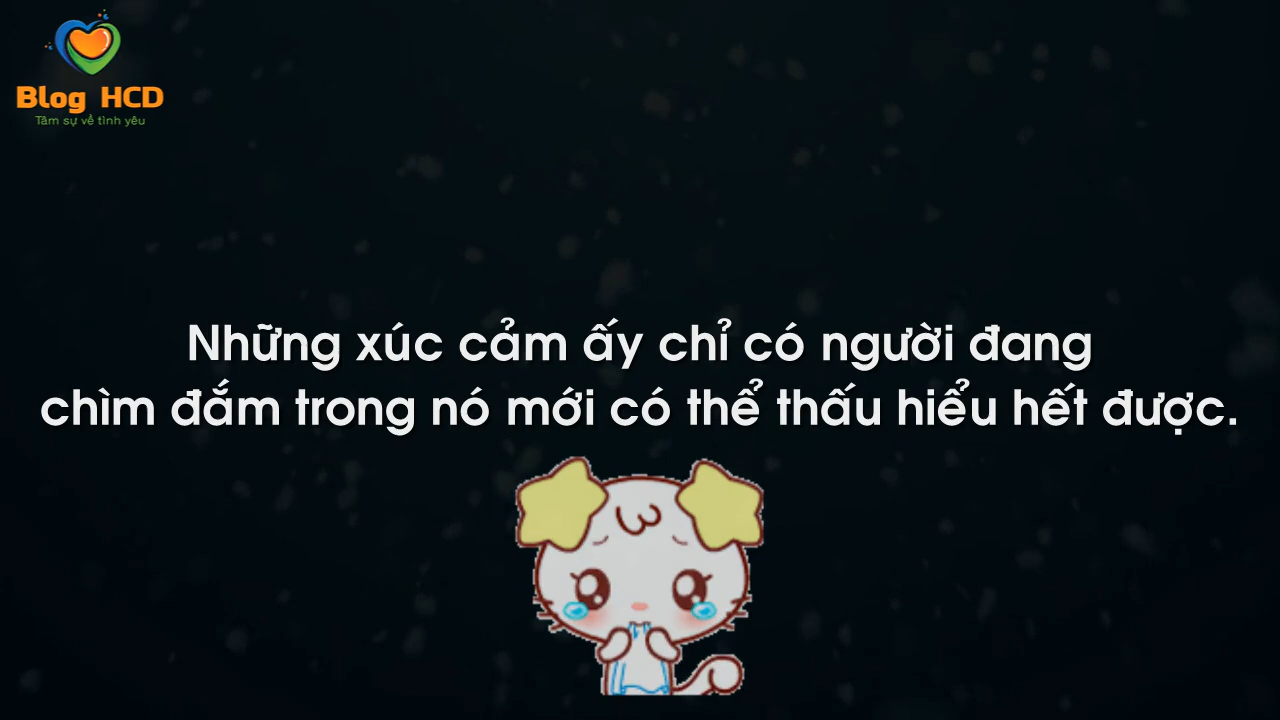 Blog HCD
Tâm sự về tình yêu
Những xúc cảm ấy chỉ có người đang
chìm đắm trong nó mới có thể thấu hiểu hết được.